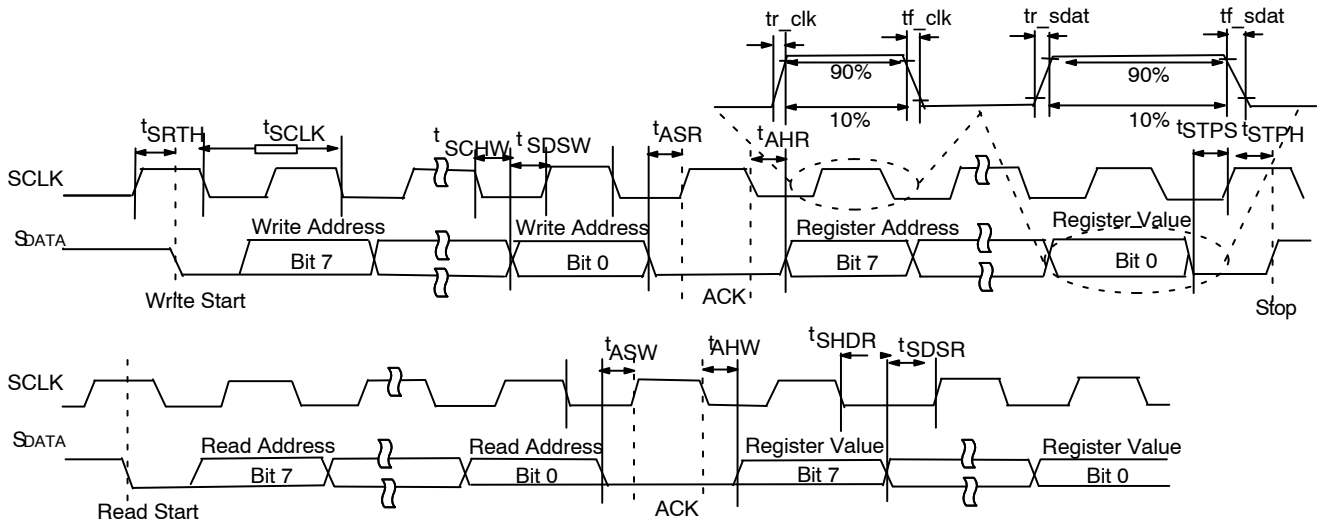 tr_clk tf_clk tr_sdat tf_sdat
90% 90%
10% 10%
tSRTH tSCLK tSCHW tSDSW tASR tAHR tSTPS tSTPH
SCLK
SDATA
Write Address Write Address Register Address Register Value
Bit 7 Bit 0 Bit 7 Bit 0
Write Start ACK Stop
tASW tAHW tSHDR tSDSR
SCLK
SDATA
Read Address Read Address Register Value Register Value
Bit 7 Bit 0 Bit 7 Bit 0
Read Start ACK